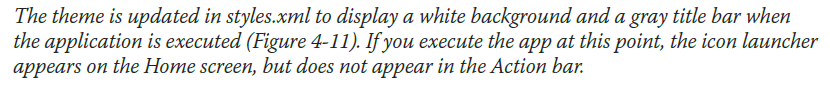 The theme is updated in styles.xml to display a white background and a gray title bar when
the application is executed (Figure 4-11). If you execute the app at this point, the icon launcher
appears on the Home screen, but does not appear in the Action bar.